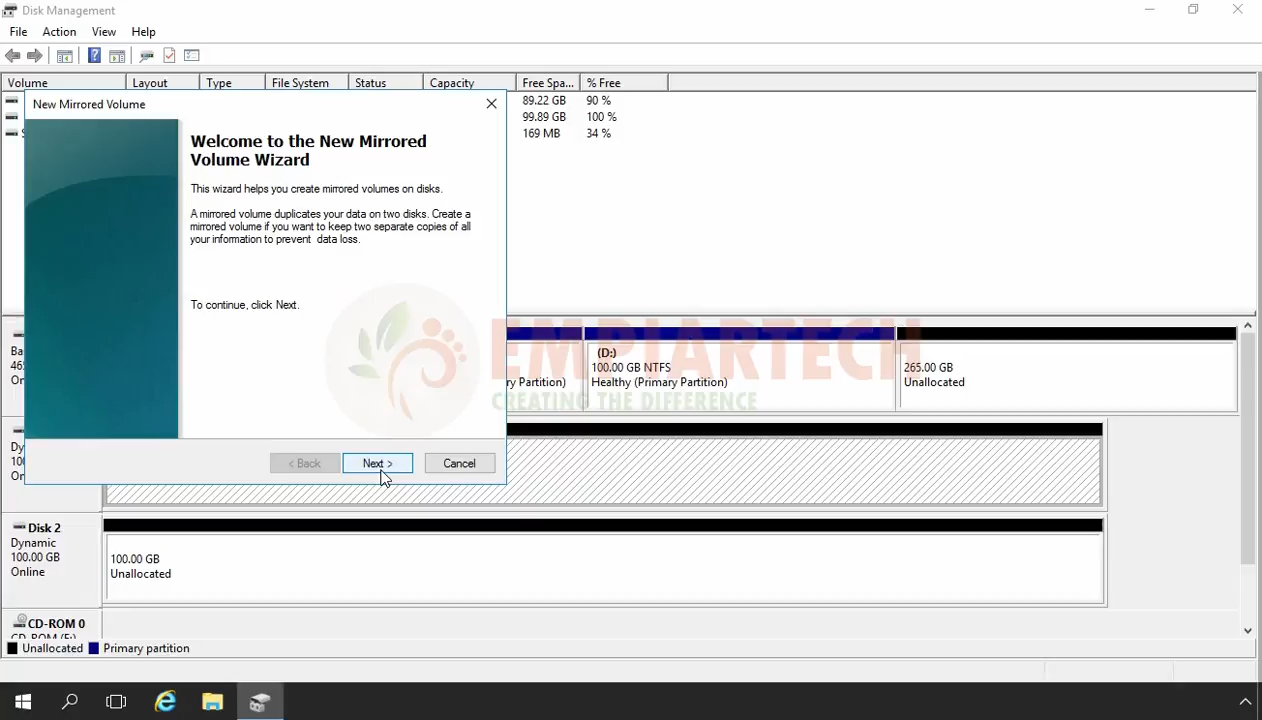 Disk Management
File Action View Help
Volume Layout Type File System Status Capacity Free Spa... % Free
89.22 GB 90 %
99.89 GB 100 %
169 MB 34 %
New Mirrored Volume
Welcome to the New Mirrored
Volume Wizard
This wizard helps you create mirrored volumes on disks.
A mirrored volume duplicates your data on two disks. Create a
mirrored volume if you want to keep two separate copies of all
your information to prevent data loss.
To continue, click Next.
< Back Next > Cancel
EMPIARTECH
CREATING THE DIFFERENCE
ry Partition)
(D:)
100.00 GB NTFS
Healthy (Primary Partition)
265.00 GB
Unallocated
Disk 2
Dynamic
100.00 GB
Online
100.00 GB
Unallocated
CD-ROM 0
Unallocated Primary partition